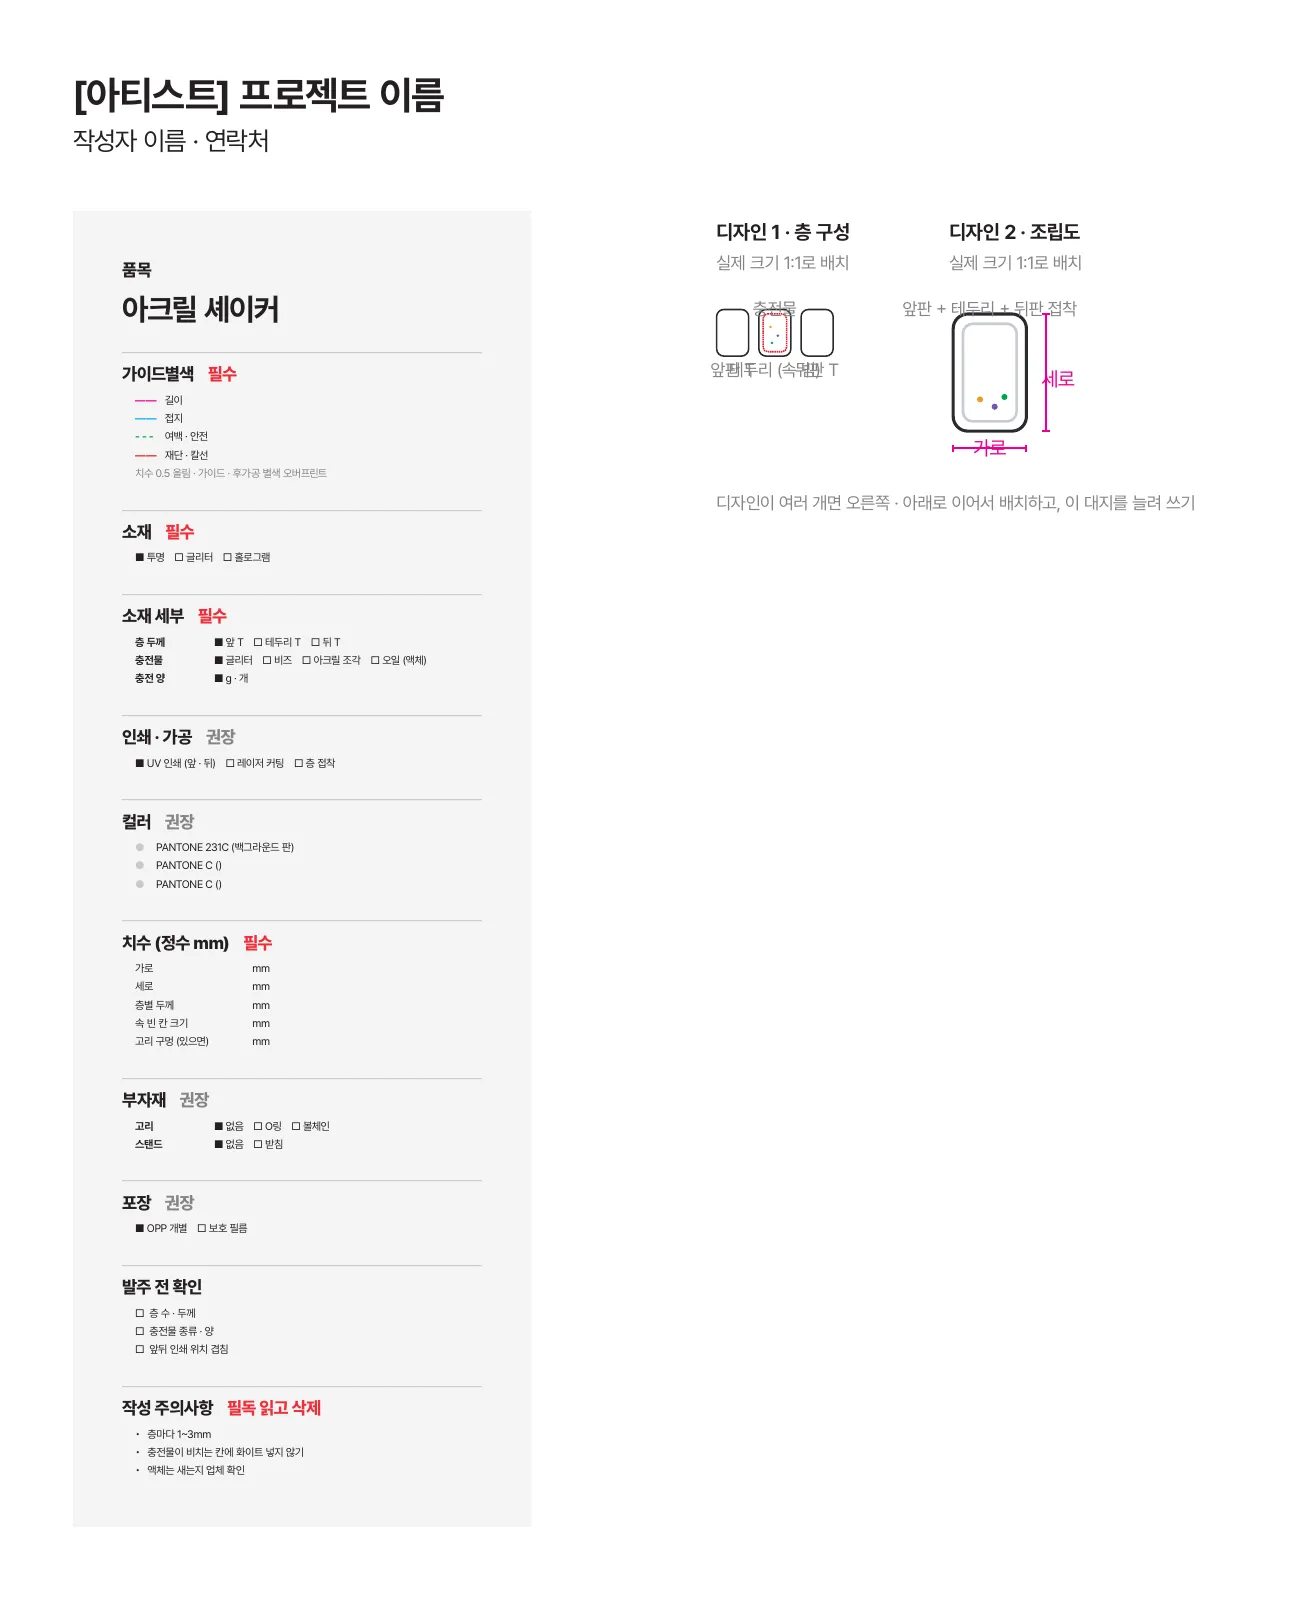 [아티스트] 프로젝트 이름
작성자 이름 · 연락처
품목
아크릴 셰이커
가이드별색 필수
길이
접지
여백 · 안전
재단 · 칼선
치수 0.5 올림 · 가이드 · 후가공 별색 오버프린트
소재 필수
■ 투명 □ 글리터 □ 홀로그램
소재 세부 필수
층 두께 ■ 앞 T □ 테두리 T □ 뒤 T
충전물 ■ 글리터 □ 비즈 □ 아크릴 조각 □ 오일 (액체)
충전 양 ■ g · 개
인쇄 · 가공 권장
■ UV 인쇄 (앞 · 뒤) □ 레이저 커팅 □ 층 접착
컬러 권장
PANTONE 231C (백그라운드 판)
PANTONE C ()
PANTONE C ()
치수 (정수 mm) 필수
가로 mm
세로 mm
층별 두께 mm
속 빈 칸 크기 mm
고리 구멍 (있으면) mm
부자재 권장
고리 ■ 없음 □ O링 □ 볼체인
스탠드 ■ 없음 □ 받침
포장 권장
■ OPP 개별 □ 보호 필름
발주 전 확인
□ 층 수 · 두께
□ 충전물 종류 · 양
□ 앞뒤 인쇄 위치 겹침
작성 주의사항 필독 읽고 삭제
• 층마다 1~3mm
• 충전물이 비치는 칸에 화이트 넣지 않기
• 액체는 새는지 업체 확인
디자인 1 · 층 구성
실제 크기 1:1로 배치
충전물
디자인 2 · 조립도
실제 크기 1:1로 배치
앞판 + 테두리 + 뒤판 접착
세로
가로
디자인이 여러 개면 오른쪽 · 아래로 이어서 배치하고, 이 대지를 늘려 쓰기